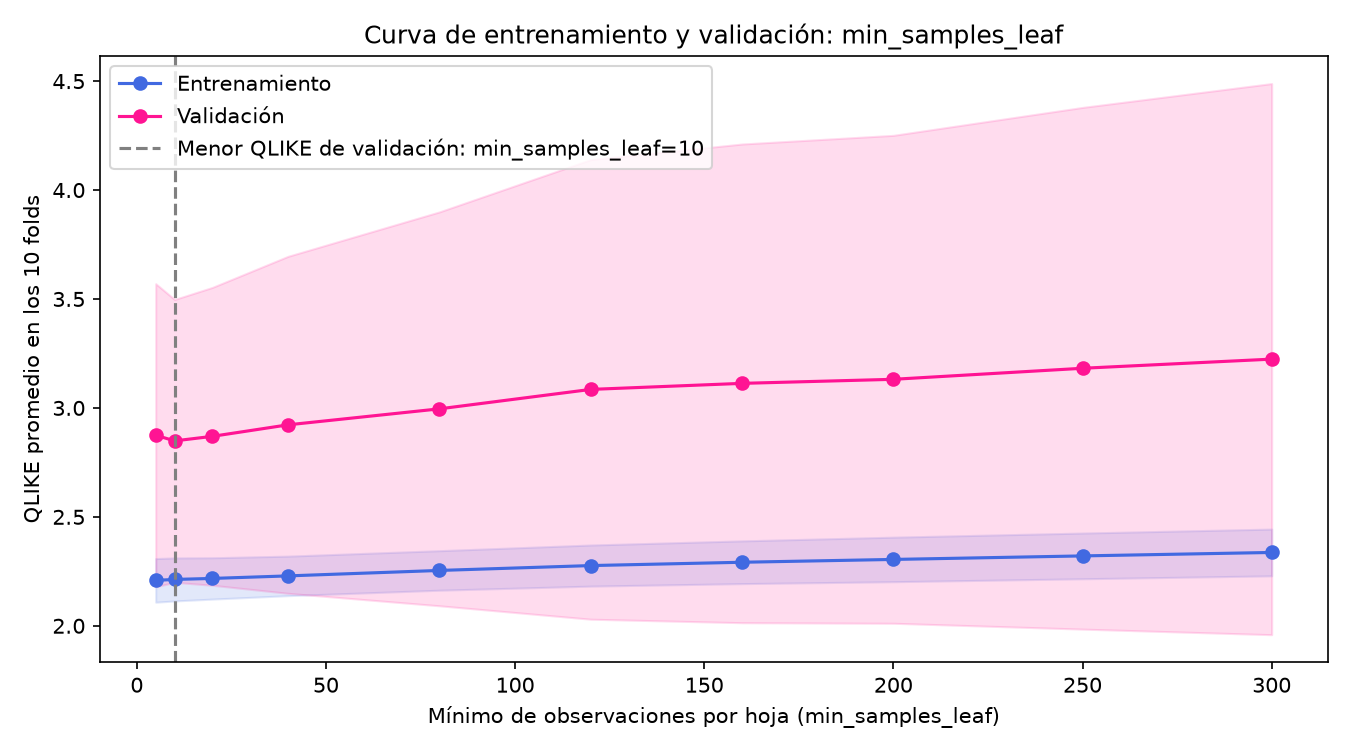 Curva de entrenamiento y validación: min_samples_leaf
Entrenamiento
Validación
Menor QLIKE de validación: min_samples_leaf=10
QLIKE promedio en los 10 folds
4.5
4.0
3.5
3.0
2.5
2.0
0 50 100 150 200 250 300
Mínimo de observaciones por hoja (min_samples_leaf)